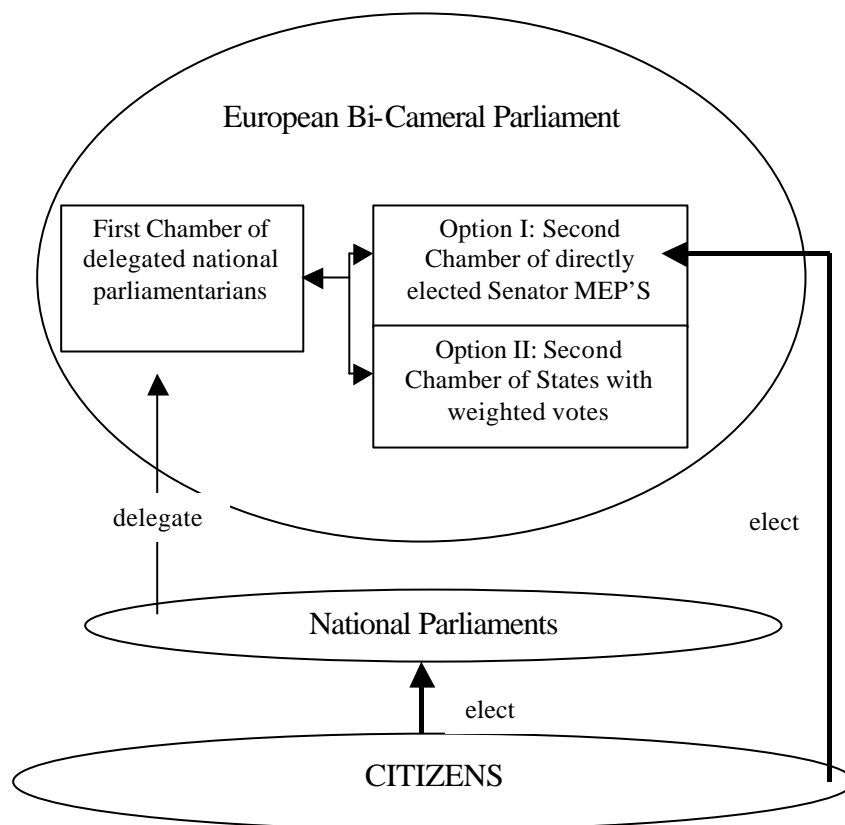 European Bi-Cameral Parliament
First Chamber of
delegated national
parliamentarians
Option I: Second
Chamber of directly
elected Senator MEP’S
Option II: Second
Chamber of States with
weighted votes
delegate
elect
National Parliaments
elect
CITIZENS